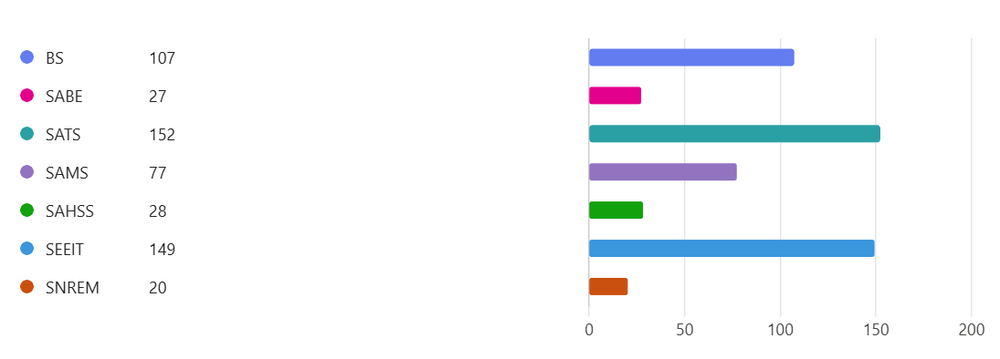 BS 107
SABE 27
SATS 152
SAMS 77
SAHSS 28
SEEIT 149
SNREM 20
0 50 100 150 200